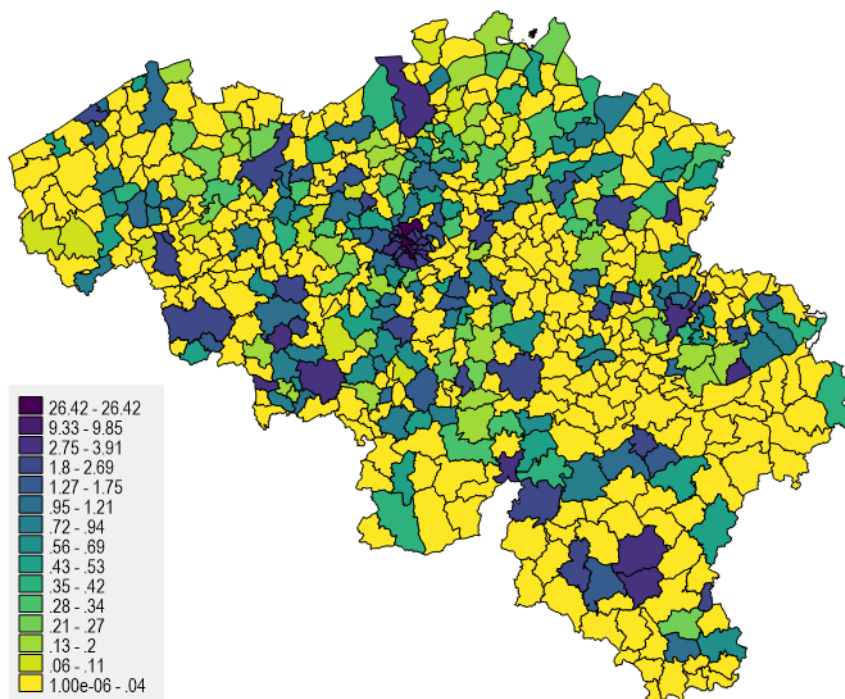 26.42 - 26.42
9.33 - 9.85
2.75 - 3.91
1.8 - 2.69
1.27 - 1.75
.95 - 1.21
.72 - .94
.56 - .69
.43 - .53
.35 - .42
.28 - .34
.21 - .27
.13 - .2
.06 - .11
1.00e-06 - .04